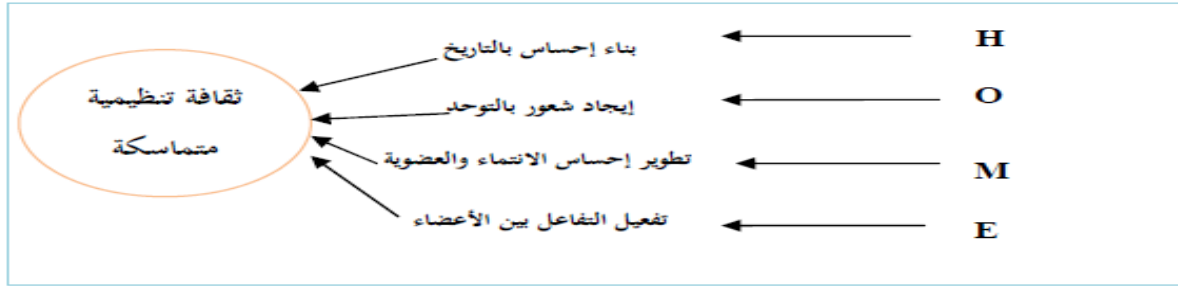 H
بناء إحساس بالتاريخ
O
إيجاد شعور بالتوحد
M
تطوير إحساس الانتماء والعضوية
E
تفعيل التفاعل بين الأعضاء
ثقافة تنظيمية
متماسكة